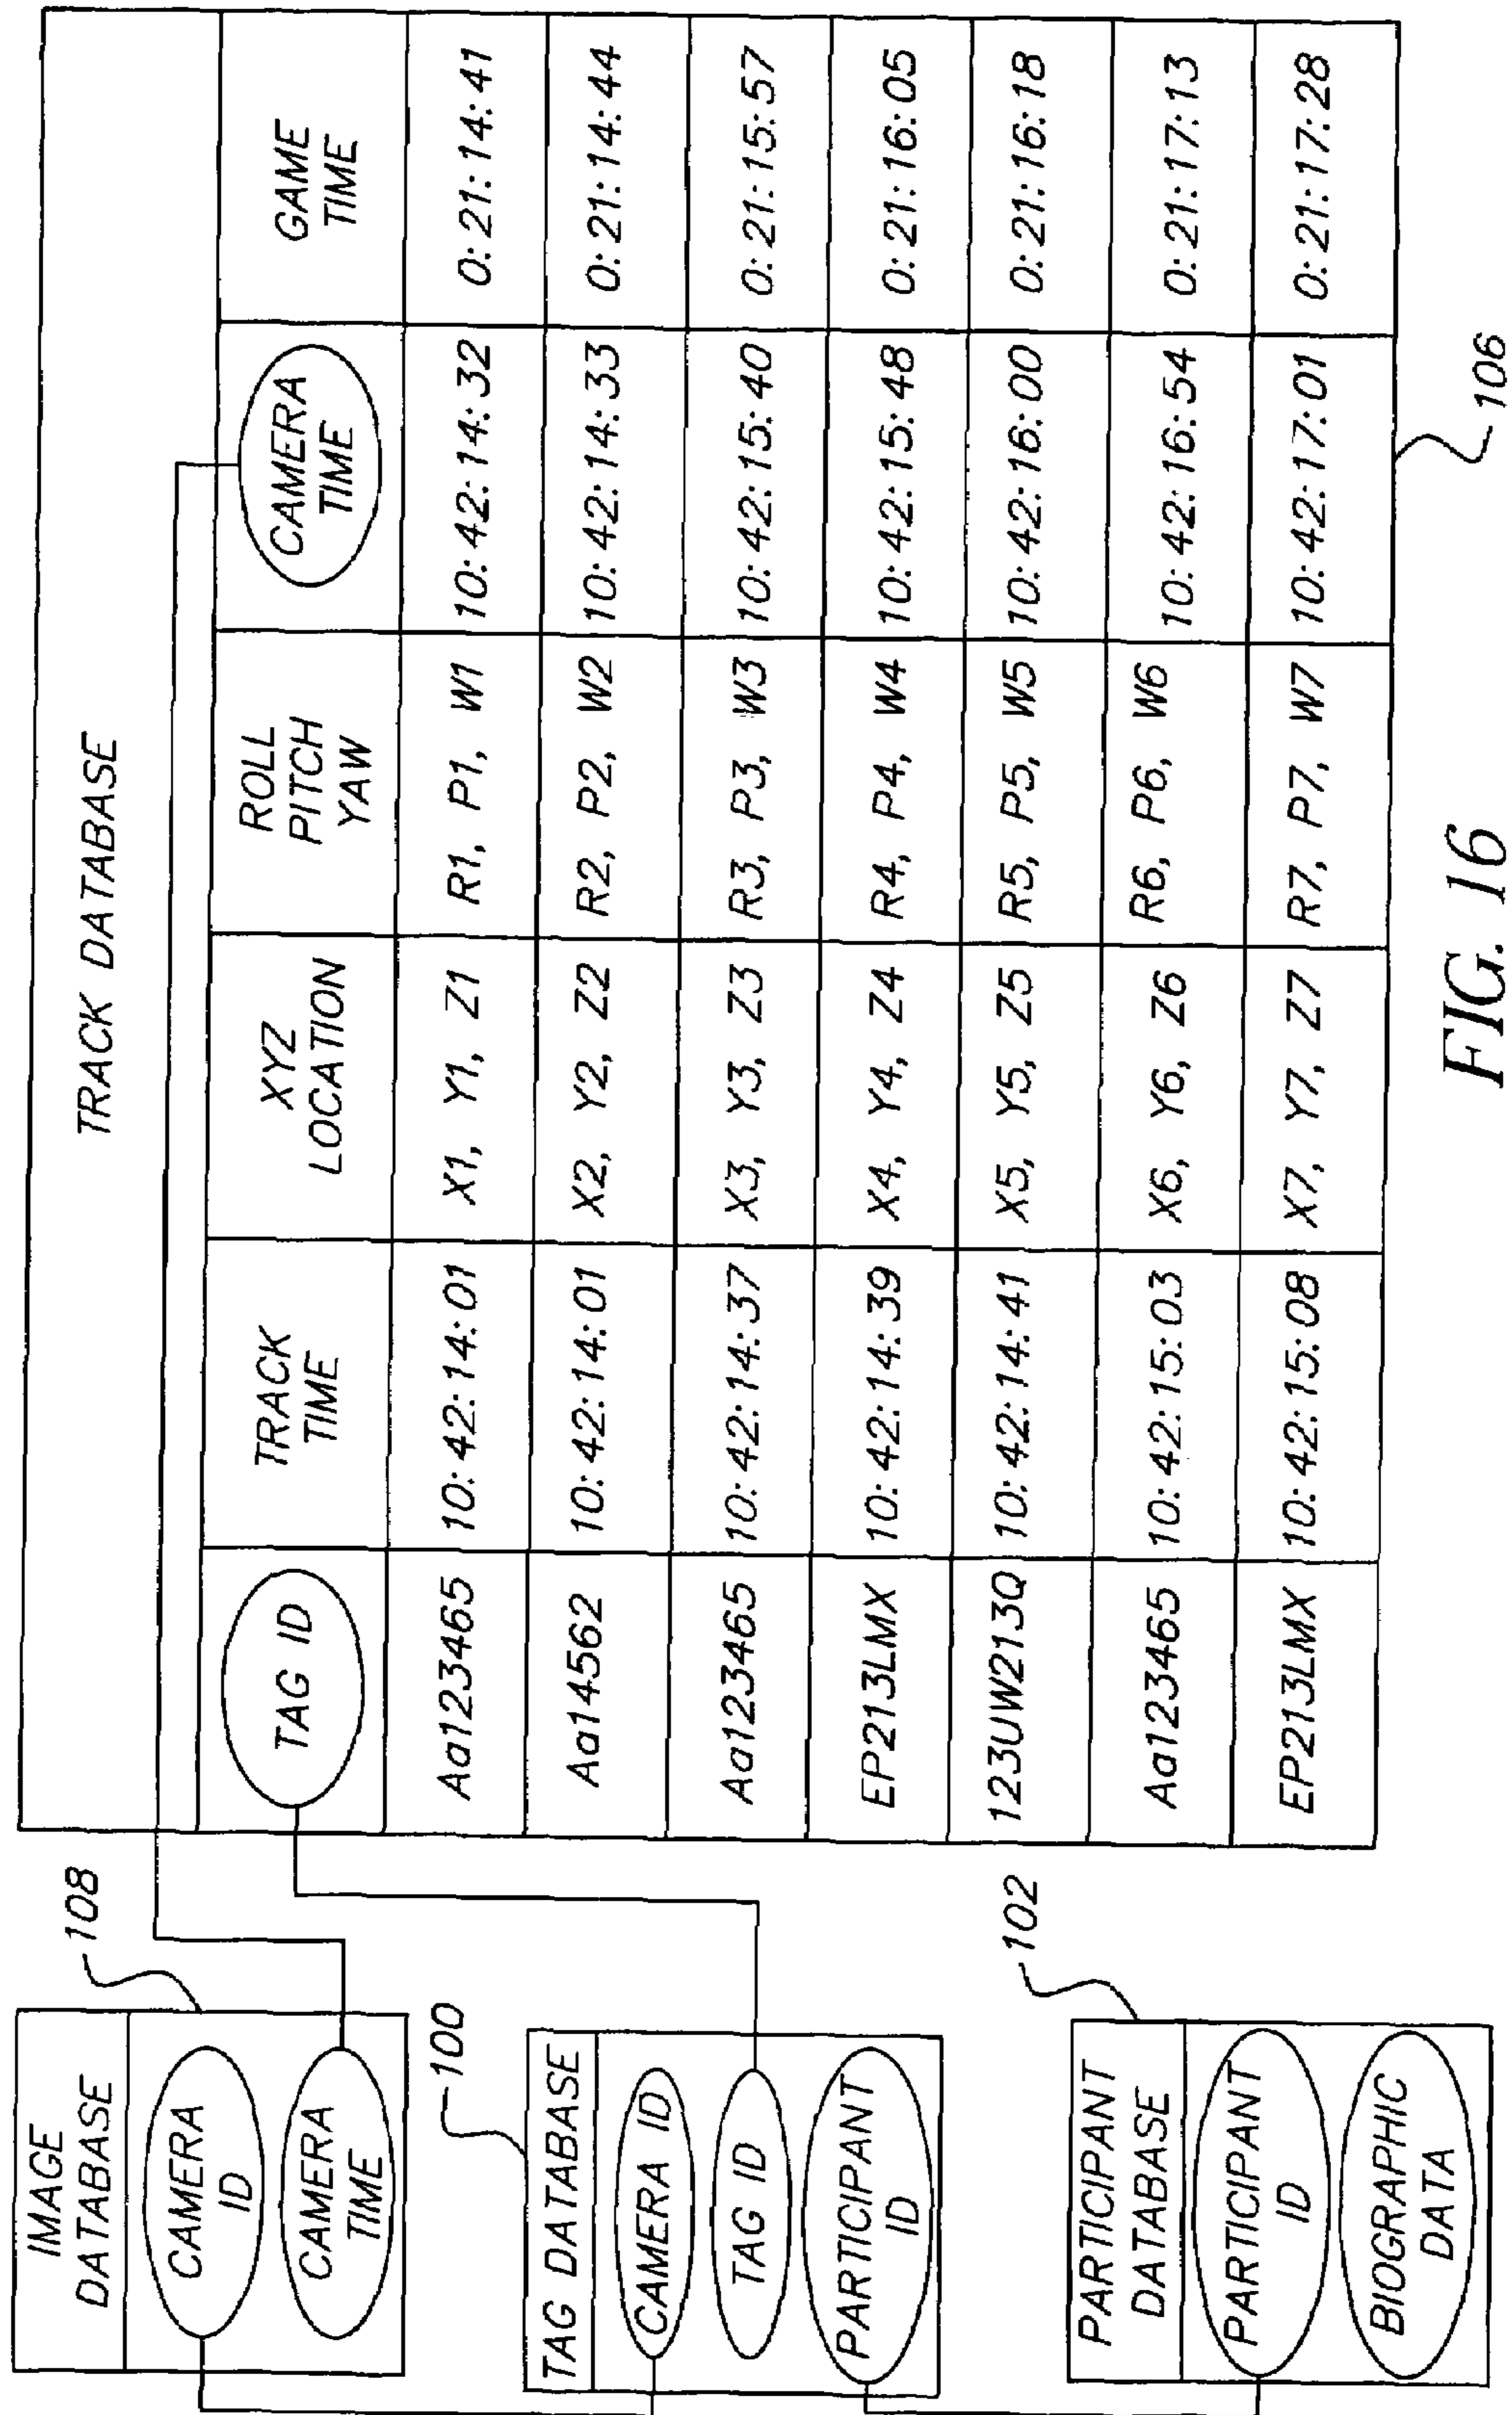 IMAGE
DATABASE
CAMERA
ID
CAMERA
TIME
108
TAG DATABASE
CAMERA ID
TAG ID
PARTICIPANT
ID
100
PARTICIPANT
DATABASE
PARTICIPANT
ID
BIOGRAPHIC
DATA
102
TRACK DATABASE
TAG ID
TRACK
TIME
XYZ
LOCATION
ROLL
PITCH
YAW
CAMERA
TIME
GAME
TIME
Aa123465 10:42:14:01 X1, Y1, Z1 R1, P1, W1 10:42:14:32 0:21:14:41
Aa14562 10:42:14:01 X2, Y2, Z2 R2, P2, W2 10:42:14:33 0:21:14:44
Aa123465 10:42:14:37 X3, Y3, Z3 R3, P3, W3 10:42:15:40 0:21:15:57
EP213LMX 10:42:14:39 X4, Y4, Z4 R4, P4, W4 10:42:15:48 0:21:16:05
123UW213Q 10:42:14:41 X5, Y5, Z5 R5, P5, W5 10:42:16:00 0:21:16:18
Aa123465 10:42:15:03 X6, Y6, Z6 R6, P6, W6 10:42:16:54 0:21:17:13
EP213LMX 10:42:15:08 X7, Y7, Z7 R7, P7, W7 10:42:17:01 0:21:17:28
106
FIG. 16